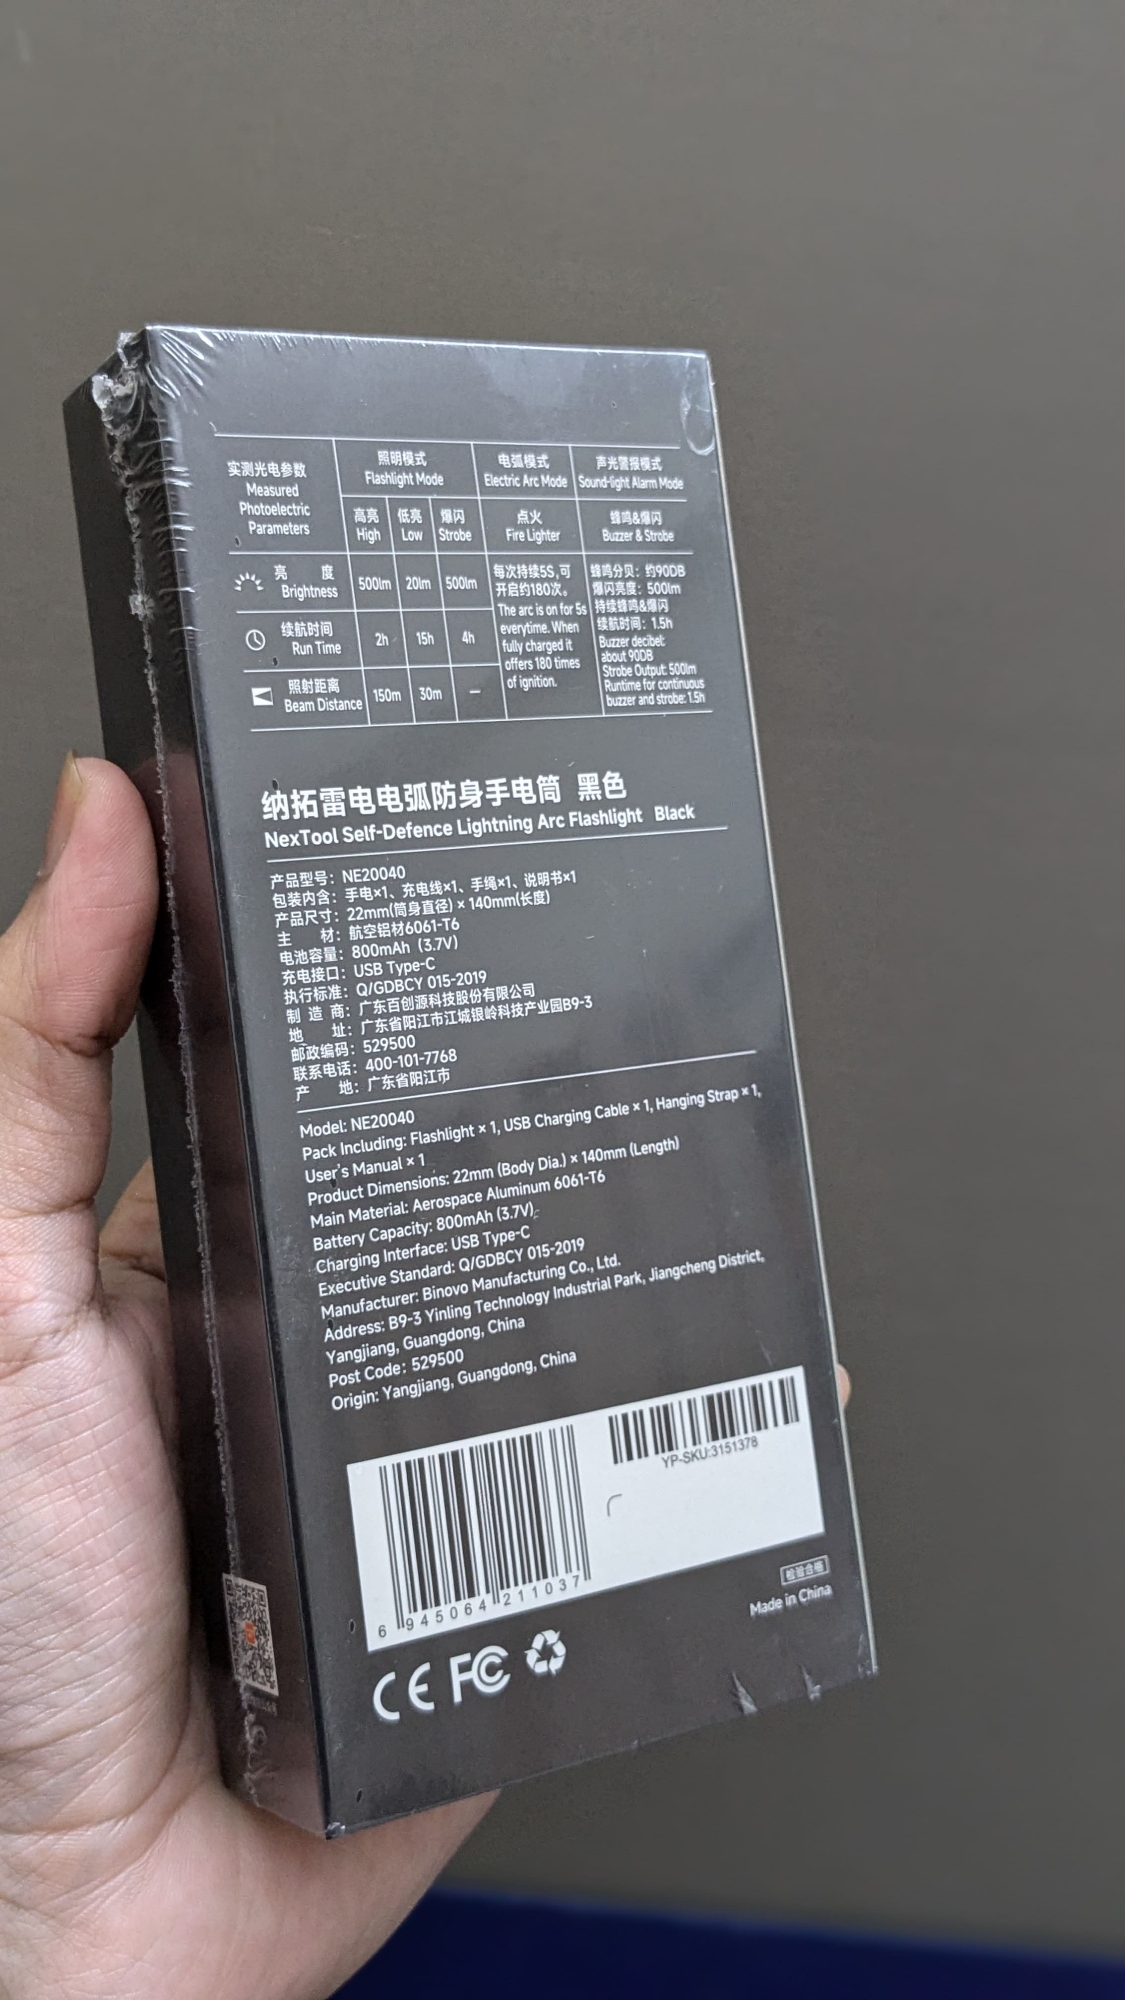 实测光电参数
Measured
Photoelectric
Parameters
照明模式
Flashlight Mode
电弧模式
Electric Arc Mode
声光警报模式
Sound-light Alarm Mode
高亮
High
低亮
Low
爆闪
Strobe
点火
Fire Lighter
蜂鸣&爆闪
Buzzer & Strobe
亮 度
Brightness
500lm 20lm 500lm
续航时间
Run Time
2h 15h 4h
照射距离
Beam Distance
150m 30m —
每次持续5S,可
开启约180次。
The arc is on for 5s
everytime. When
fully charged it
offers 180 times
of ignition.
蜂鸣分贝：约90DB
爆闪亮度：500lm
持续蜂鸣&爆闪
续航时间：1.5h
Buzzer decibel:
about 90DB
Strobe Output: 500lm
Runtime for continuous
buzzer and strobe: 1.5h
纳拓雷电电弧防身手电筒 黑色
NexTool Self-Defence Lightning Arc Flashlight Black
产品型号：NE20040
包装内含：手电×1、充电线×1、手绳×1、说明书×1
产品尺寸：22mm(筒身直径) × 140mm(长度)
主 材：航空铝材6061-T6
电池容量：800mAh (3.7V)
充电接口：USB Type-C
执行标准：Q/GDBCY 015-2019
制 造 商：广东百创源科技股份有限公司
地 址：广东省阳江市江城银岭科技产业园B9-3
邮政编码：529500
联系电话：400-101-7768
产 地：广东省阳江市
Model: NE20040
Pack Including: Flashlight × 1, USB Charging Cable × 1, Hanging Strap × 1,
User's Manual × 1
Product Dimensions: 22mm (Body Dia.) × 140mm (Length)
Main Material: Aerospace Aluminum 6061-T6
Battery Capacity: 800mAh (3.7V)
Charging Interface: USB Type-C
Executive Standard: Q/GDBCY 015-2019
Manufacturer: Binovo Manufacturing Co., Ltd.
Address: B9-3 Yinling Technology Industrial Park, Jiangcheng District,
Yangjiang, Guangdong, China
Post Code: 529500
Origin: Yangjiang, Guangdong, China
YP-SKU:3151378
6 945064 211037
检验合格
Made in China
CE FC